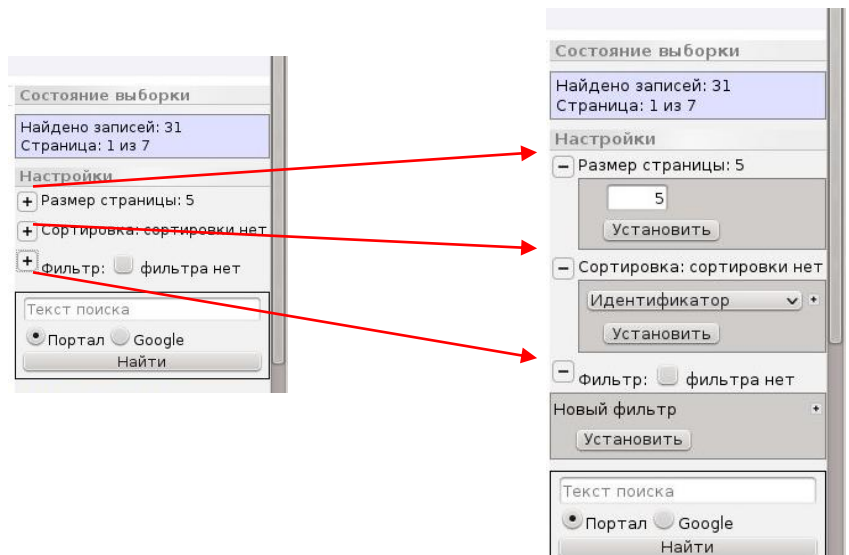 Состояние выборки
Найдено записей: 31
Страница: 1 из 7
Настройки
+ Размер страницы: 5
+ Сортировка: сортировки нет
+ Фильтр: фильтра нет
Текст поиска
Портал Google
Найти
Состояние выборки
Найдено записей: 31
Страница: 1 из 7
Настройки
− Размер страницы: 5
5
Установить
− Сортировка: сортировки нет
Идентификатор +
Установить
− Фильтр: фильтра нет
Новый фильтр +
Установить
Текст поиска
Портал Google
Найти